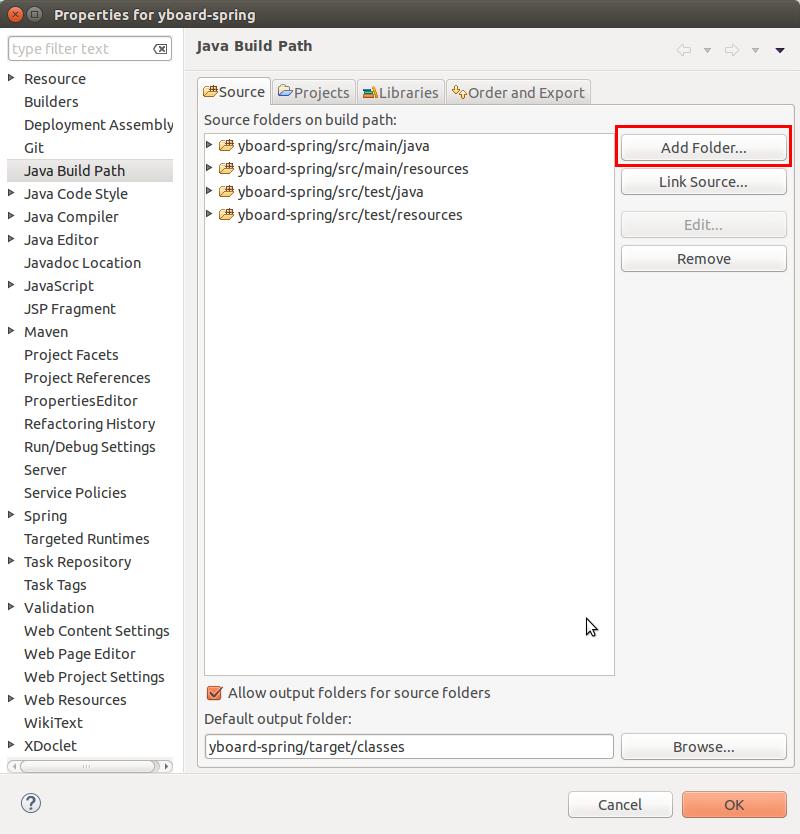 Properties for yboard-spring
type filter text
Java Build Path
Resource
Builders
Deployment Assembly
Git
Java Build Path
Java Code Style
Java Compiler
Java Editor
Javadoc Location
JavaScript
JSP Fragment
Maven
Project Facets
Project References
PropertiesEditor
Refactoring History
Run/Debug Settings
Server
Service Policies
Spring
Targeted Runtimes
Task Repository
Task Tags
Validation
Web Content Settings
Web Page Editor
Web Project Settings
Web Resources
WikiText
XDoclet
Source Projects Libraries Order and Export
Source folders on build path:
yboard-spring/src/main/java
yboard-spring/src/main/resources
yboard-spring/src/test/java
yboard-spring/src/test/resources
Add Folder...
Link Source...
Edit...
Remove
Allow output folders for source folders
Default output folder:
yboard-spring/target/classes
Browse...
?
Cancel
OK